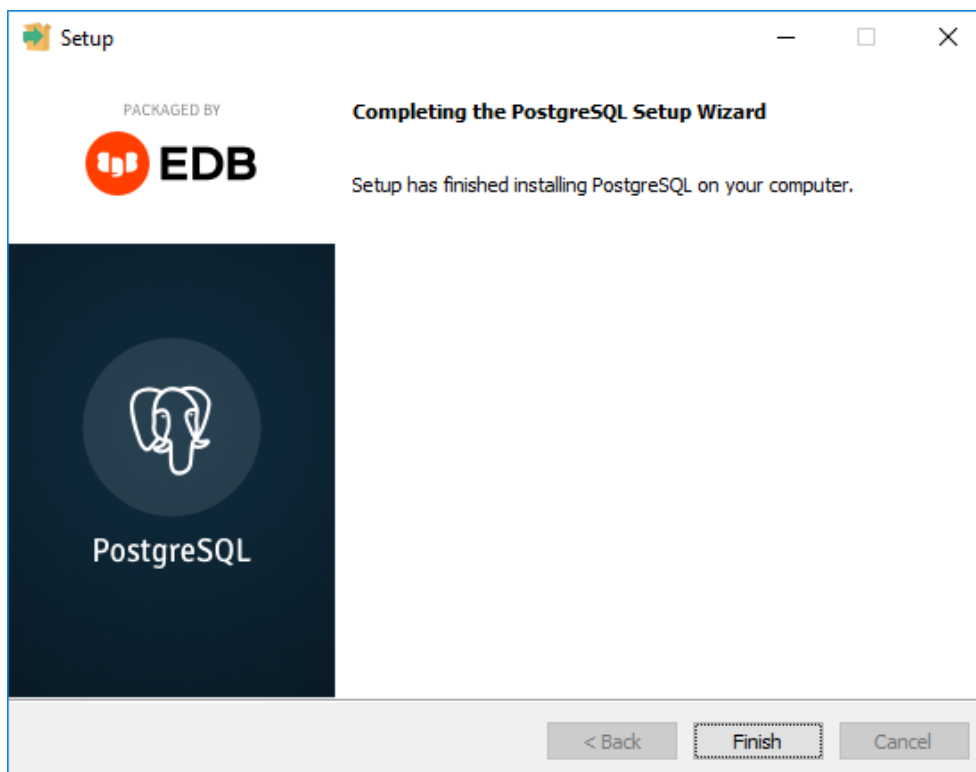 Setup
PACKAGED BY
EDB
Completing the PostgreSQL Setup Wizard
Setup has finished installing PostgreSQL on your computer.
PostgreSQL
< Back
Finish
Cancel